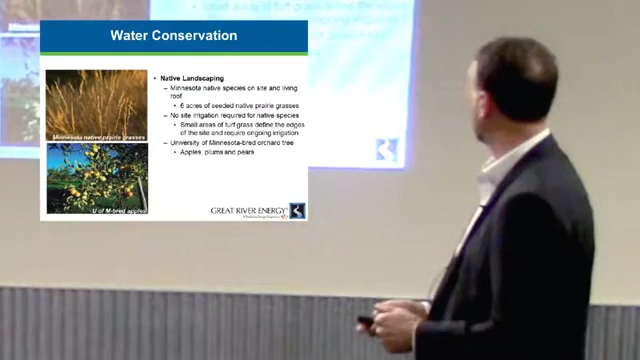 Water Conservation
• Native Landscaping
– Minnesota native species on site and living
roof
• 6 acres of seeded native prairie grasses
– No site irrigation required for native species
• Small areas of turf grass define the edges
of the site and require ongoing irrigation
– University of Minnesota-bred orchard tree
• Apples, plums and pears
Minnesota native prairie grasses
U of M-bred apples
GREAT RIVER ENERGY